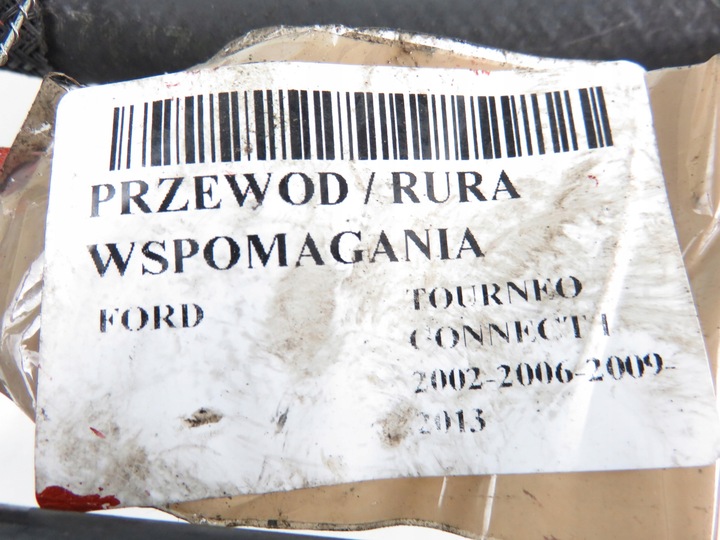 PRZEWOD / RURA
WSPOMAGANIA
FORD
TOURNEO
CONNECT I
2002-2006-2009-
2013